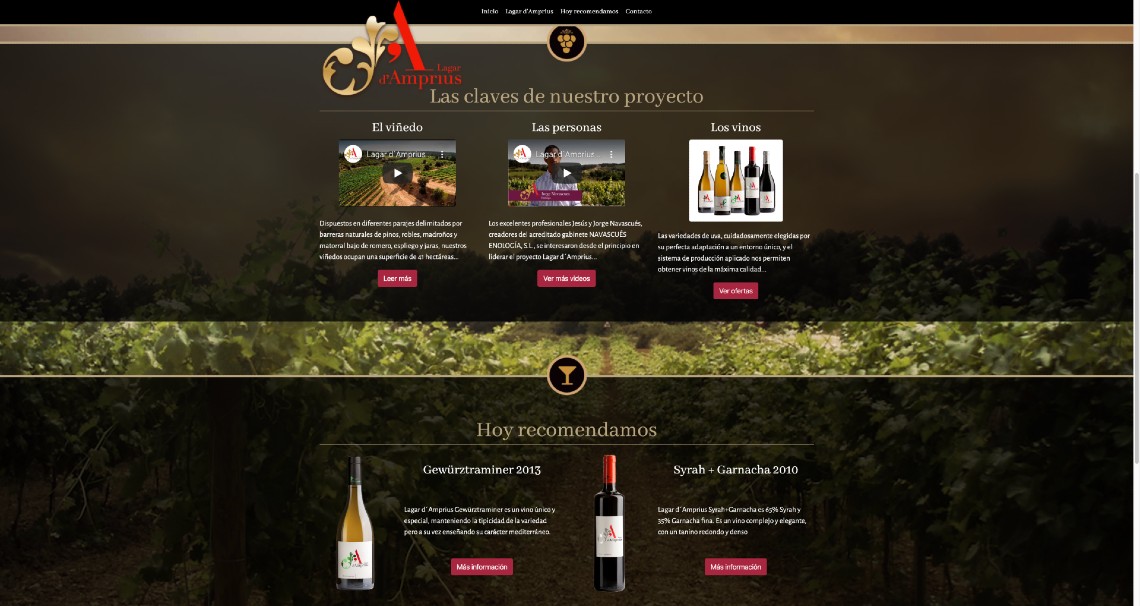 Inicio Lagar d'Amprius Hoy recomendamos Contacto
A
Lagar
d'Amprius
Las claves de nuestro proyecto
El viñedo
Las personas
Los vinos
Lagar d´Amprius
Lagar d´Amprius...
Jorge Navascués
Dispuestos en diferentes parajes delimitados por
barreras naturales de pinos, robles, madroños y
matorral bajo de romero, espliego y jaras, nuestros
viñedos ocupan una superficie de 41 hectáreas...
Leer más
Los excelentes profesionales Jesús y Jorge Navascués,
creadores del acreditado gabinete NAVASCUÉS
ENOLOGÍA, S.L., se interesaron desde el principio en
liderar el proyecto Lagar d´Amprius...
Ver más vídeos
Las variedades de uva, cuidadosamente elegidas por
su perfecta adaptación a un entorno único, y el
sistema de producción aplicado nos permiten
obtener vinos de la máxima calidad...
Ver ofertas
Hoy recomendamos
Gewürztraminer 2013
Lagar d´Amprius Gewürztraminer es un vino único y
especial, manteniendo la tipicidad de la variedad
pero a su vez enseñando su carácter mediterráneo.
Más información
Syrah + Garnacha 2010
Lagar d´Amprius Syrah+Garnacha es 65% Syrah y
35% Garnacha fina. Es un vino complejo y elegante,
con un tanino redondo y denso
Más información